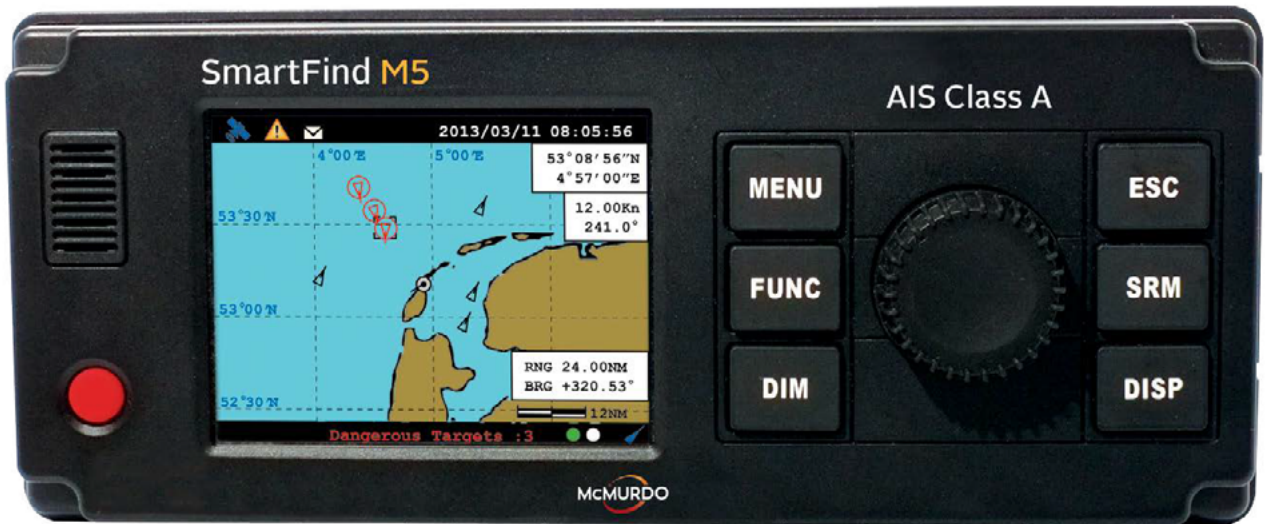 SmartFind M5
AIS Class A
2013/03/11 08:05:56
4°00'E 5°00'E
53°08'56"N
4°57'00"E
12.00Kn
241.0°
53°30'N
53°00'N
RNG 24.00NM
BRG +320.53°
12NM
52°30'N
Dangerous Targets :3
MENU
FUNC
DIM
ESC
SRM
DISP
McMURDO